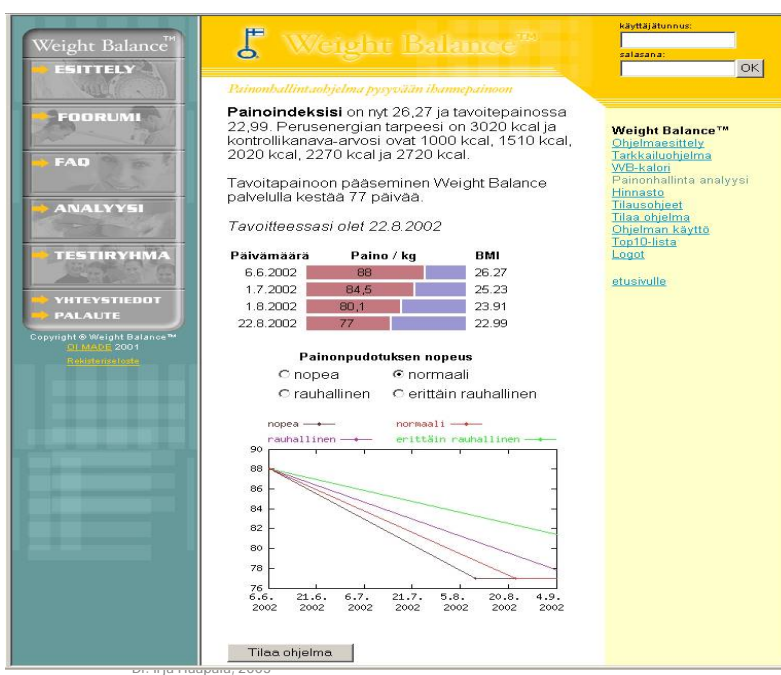 Weight Balance™
ESITTELY
FOORUMI
FAQ
ANALYYSI
TESTIRYHMA
YHTEYSTIEDOT
PALAUTE
Copyright © Weight Balance™
OI MADE 2001
Rekisteriseloste
Weight Balance™
Painonhallintaohjelma pysyvään ihannepainoon
Painoindeksisi on nyt 26,27 ja tavoitepainossa
22,99. Perusenergian tarpeesi on 3020 kcal ja
kontrollikanava-arvosi ovat 1000 kcal, 1510 kcal,
2020 kcal, 2270 kcal ja 2720 kcal.
Tavoitapainoon pääseminen Weight Balance
palvelulla kestää 77 päivää.
Tavoitteessasi olet 22.8.2002
Päivämäärä Paino / kg BMI
6.6.2002 88 26.27
1.7.2002 84,5 25.23
1.8.2002 80,1 23.91
22.8.2002 77 22.99
Painonpudotuksen nopeus
nopea normaali
rauhallinen erittäin rauhallinen
nopea normaali
rauhallinen erittäin rauhallinen
90
88
86
84
82
80
78
76
6.6. 21.6. 6.7. 21.7. 5.8. 20.8. 4.9.
2002 2002 2002 2002 2002 2002 2002
Tilaa ohjelma
käyttäjätunnus:
salasana:
OK
Weight Balance™
Ohjelmaesittely
Tarkkailuohjelma
WB-kalori
Painonhallinta analyysi
Hinnasto
Tilausohjeet
Tilaa ohjelma
Ohjelman käyttö
Top10-lista
Logot
etusivulle